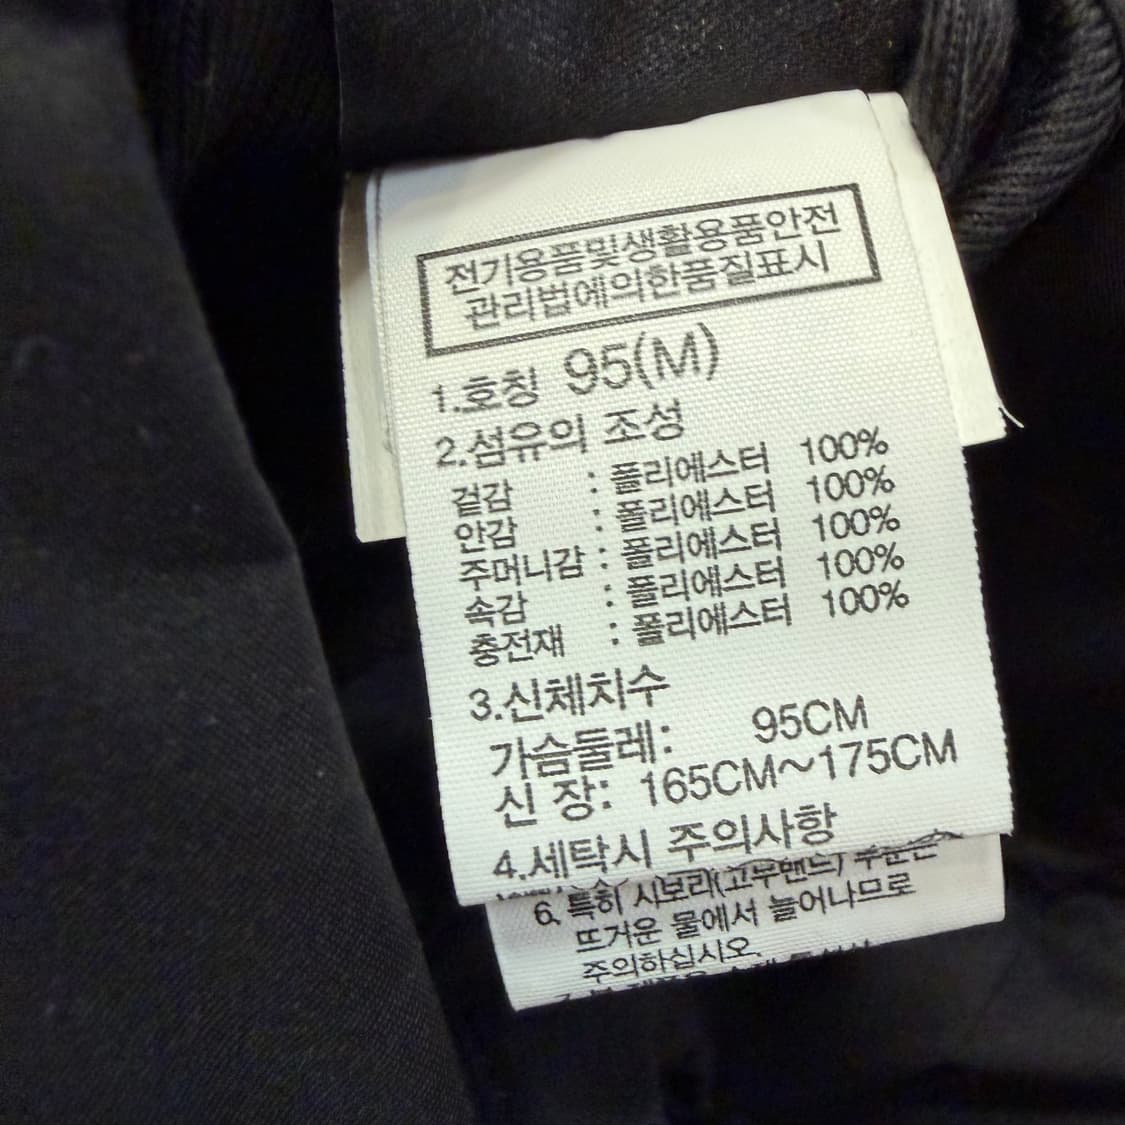 전기용품및생활용품안전
관리법에의한품질표시
1.호칭 95(M)
2.섬유의 조성
겉감 : 폴리에스터 100%
안감 : 폴리에스터 100%
주머니감 : 폴리에스터 100%
속감 : 폴리에스터 100%
충전재 : 폴리에스터 100%
3.신체치수
가슴둘레: 95CM
신 장: 165CM~175CM
4.세탁시 주의사항
6. 특히 시보리(고무밴드) 부분은
뜨거운 물에서 늘어나므로
주의하십시오.